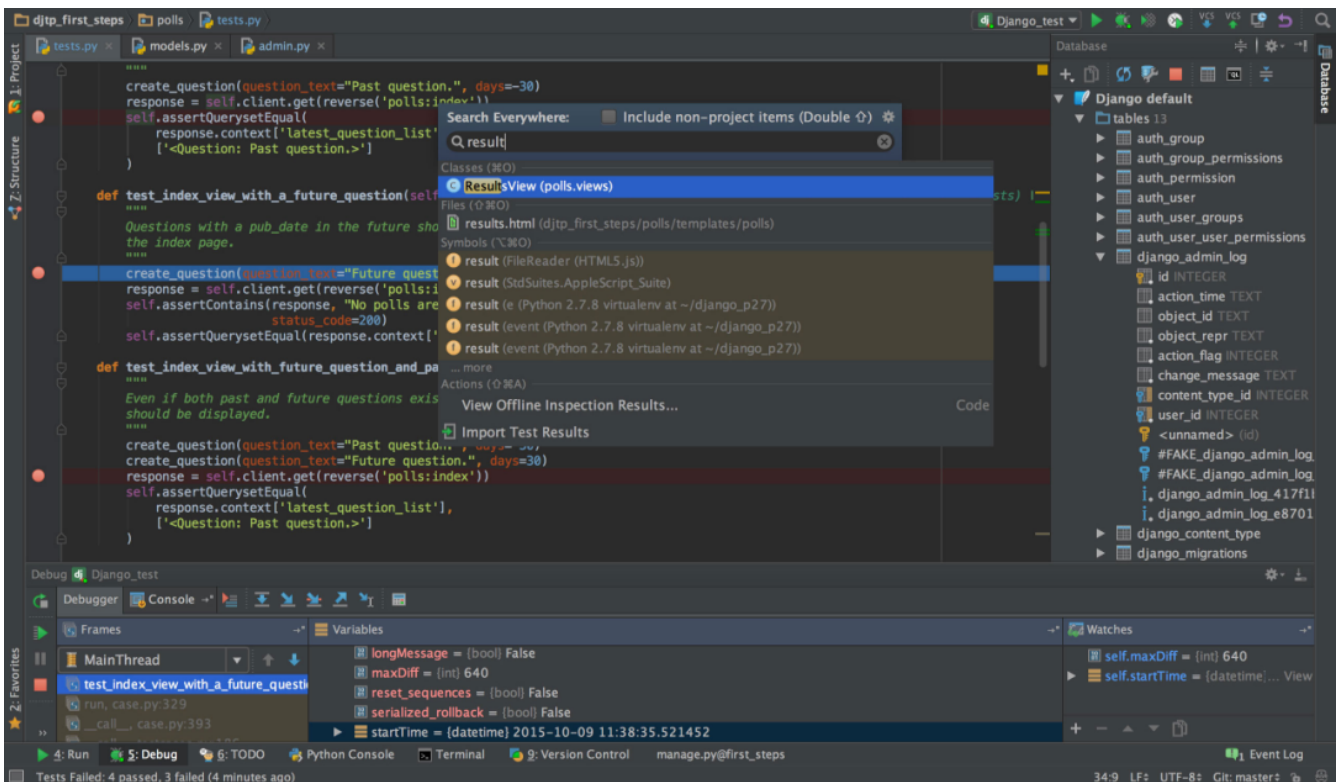 djtp_first_steps polls tests.py
Django_test
tests.py models.py admin.py
1: Project
Z: Structure
2: Favorites
"""
create_question(question_text="Past question.", days=-30)
response = self.client.get(reverse('polls:index'))
self.assertQuerysetEqual(
response.context['latest_question_list'
['<Question: Past question.>']
)
def test_index_view_with_a_future_question(self
"""
Questions with a pub_date in the future sho
the index page.
"""
create_question(question_text="Future quest
response = self.client.get(reverse('polls:i
self.assertContains(response, "No polls are
status_code=200)
self.assertQuerysetEqual(response.context['
def test_index_view_with_future_question_and_pa
"""
Even if both past and future questions exis
should be displayed.
"""
create_question(question_text="Past question.", days=-30)
create_question(question_text="Future question.", days=30)
response = self.client.get(reverse('polls:index'))
self.assertQuerysetEqual(
response.context['latest_question_list'],
['<Question: Past question.>']
)
Search Everywhere: Include non-project items (Double ⇧)
result
Classes (⌘O)
ResultsView (polls.views)
Files (⇧⌘O)
results.html (djtp_first_steps/polls/templates/polls)
Symbols (⌥⌘O)
result (FileReader (HTML5.js))
result (StdSuites.AppleScript_Suite)
result (e (Python 2.7.8 virtualenv at ~/django_p27))
result (event (Python 2.7.8 virtualenv at ~/django_p27))
result (event (Python 2.7.8 virtualenv at ~/django_p27))
... more
Actions (⇧⌘A)
View Offline Inspection Results... Code
Import Test Results
Database
Database
Django default
tables 13
auth_group
auth_group_permissions
auth_permission
auth_user
auth_user_groups
auth_user_user_permissions
django_admin_log
id INTEGER
action_time TEXT
object_id TEXT
object_repr TEXT
action_flag INTEGER
change_message TEXT
content_type_id INTEGER
user_id INTEGER
<unnamed> (id)
#FAKE_django_admin_log_
#FAKE_django_admin_log_
django_admin_log_417f1
django_admin_log_e8701
django_content_type
django_migrations
Debug Django_test
Debugger Console
Frames
MainThread
test_index_view_with_a_future_questi
run, case.py:329
__call__, case.py:393
Variables
longMessage = {bool} False
maxDiff = {int} 640
reset_sequences = {bool} False
serialized_rollback = {bool} False
startTime = {datetime} 2015-10-09 11:38:35.521452
Watches
self.maxDiff = {int} 640
self.startTime = {datetime}... View
4: Run 5: Debug 6: TODO Python Console Terminal 9: Version Control manage.py@first_steps 1 Event Log
Tests Failed: 4 passed, 3 failed (4 minutes ago) 34:9 LF UTF-8 Git: master